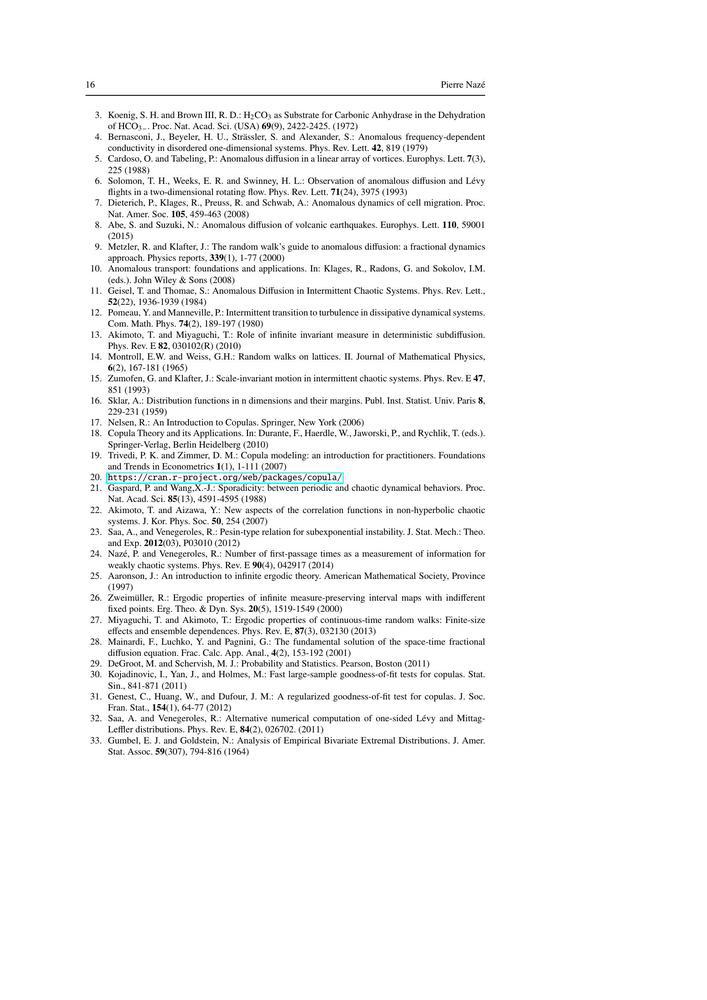 16 Pierre Nazé
3. Koenig, S. H. and Brown III, R. D.: H2CO3 as Substrate for Carbonic Anhydrase in the Dehydration
of HCO3−. Proc. Nat. Acad. Sci. (USA) 69(9), 2422-2425. (1972)
4. Bernasconi, J., Beyeler, H. U., Strässler, S. and Alexander, S.: Anomalous frequency-dependent
conductivity in disordered one-dimensional systems. Phys. Rev. Lett. 42, 819 (1979)
5. Cardoso, O. and Tabeling, P.: Anomalous diffusion in a linear array of vortices. Europhys. Lett. 7(3),
225 (1988)
6. Solomon, T. H., Weeks, E. R. and Swinney, H. L.: Observation of anomalous diffusion and Lévy
flights in a two-dimensional rotating flow. Phys. Rev. Lett. 71(24), 3975 (1993)
7. Dieterich, P., Klages, R., Preuss, R. and Schwab, A.: Anomalous dynamics of cell migration. Proc.
Nat. Amer. Soc. 105, 459-463 (2008)
8. Abe, S. and Suzuki, N.: Anomalous diffusion of volcanic earthquakes. Europhys. Lett. 110, 59001
(2015)
9. Metzler, R. and Klafter, J.: The random walk's guide to anomalous diffusion: a fractional dynamics
approach. Physics reports, 339(1), 1-77 (2000)
10. Anomalous transport: foundations and applications. In: Klages, R., Radons, G. and Sokolov, I.M.
(eds.). John Wiley & Sons (2008)
11. Geisel, T. and Thomae, S.: Anomalous Diffusion in Intermittent Chaotic Systems. Phys. Rev. Lett.,
52(22), 1936-1939 (1984)
12. Pomeau, Y. and Manneville, P.: Intermittent transition to turbulence in dissipative dynamical systems.
Com. Math. Phys. 74(2), 189-197 (1980)
13. Akimoto, T. and Miyaguchi, T.: Role of infinite invariant measure in deterministic subdiffusion.
Phys. Rev. E 82, 030102(R) (2010)
14. Montroll, E.W. and Weiss, G.H.: Random walks on lattices. II. Journal of Mathematical Physics,
6(2), 167-181 (1965)
15. Zumofen, G. and Klafter, J.: Scale-invariant motion in intermittent chaotic systems. Phys. Rev. E 47,
851 (1993)
16. Sklar, A.: Distribution functions in n dimensions and their margins. Publ. Inst. Statist. Univ. Paris 8,
229-231 (1959)
17. Nelsen, R.: An Introduction to Copulas. Springer, New York (2006)
18. Copula Theory and its Applications. In: Durante, F., Haerdle, W., Jaworski, P., and Rychlik, T. (eds.).
Springer-Verlag, Berlin Heidelberg (2010)
19. Trivedi, P. K. and Zimmer, D. M.: Copula modeling: an introduction for practitioners. Foundations
and Trends in Econometrics 1(1), 1-111 (2007)
20. https://cran.r-project.org/web/packages/copula/
21. Gaspard, P. and Wang,X.-J.: Sporadicity: between periodic and chaotic dynamical behaviors. Proc.
Nat. Acad. Sci. 85(13), 4591-4595 (1988)
22. Akimoto, T. and Aizawa, Y.: New aspects of the correlation functions in non-hyperbolic chaotic
systems. J. Kor. Phys. Soc. 50, 254 (2007)
23. Saa, A., and Venegeroles, R.: Pesin-type relation for subexponential instability. J. Stat. Mech.: Theo.
and Exp. 2012(03), P03010 (2012)
24. Nazé, P. and Venegeroles, R.: Number of first-passage times as a measurement of information for
weakly chaotic systems. Phys. Rev. E 90(4), 042917 (2014)
25. Aaronson, J.: An introduction to infinite ergodic theory. American Mathematical Society, Province
(1997)
26. Zweimüller, R.: Ergodic properties of infinite measure-preserving interval maps with indifferent
fixed points. Erg. Theo. & Dyn. Sys. 20(5), 1519-1549 (2000)
27. Miyaguchi, T. and Akimoto, T.: Ergodic properties of continuous-time random walks: Finite-size
effects and ensemble dependences. Phys. Rev. E, 87(3), 032130 (2013)
28. Mainardi, F., Luchko, Y. and Pagnini, G.: The fundamental solution of the space-time fractional
diffusion equation. Frac. Calc. App. Anal., 4(2), 153-192 (2001)
29. DeGroot, M. and Schervish, M. J.: Probability and Statistics. Pearson, Boston (2011)
30. Kojadinovic, I., Yan, J., and Holmes, M.: Fast large-sample goodness-of-fit tests for copulas. Stat.
Sin., 841-871 (2011)
31. Genest, C., Huang, W., and Dufour, J. M.: A regularized goodness-of-fit test for copulas. J. Soc.
Fran. Stat., 154(1), 64-77 (2012)
32. Saa, A. and Venegeroles, R.: Alternative numerical computation of one-sided Lévy and Mittag-
Leffler distributions. Phys. Rev. E, 84(2), 026702. (2011)
33. Gumbel, E. J. and Goldstein, N.: Analysis of Empirical Bivariate Extremal Distributions. J. Amer.
Stat. Assoc. 59(307), 794-816 (1964)